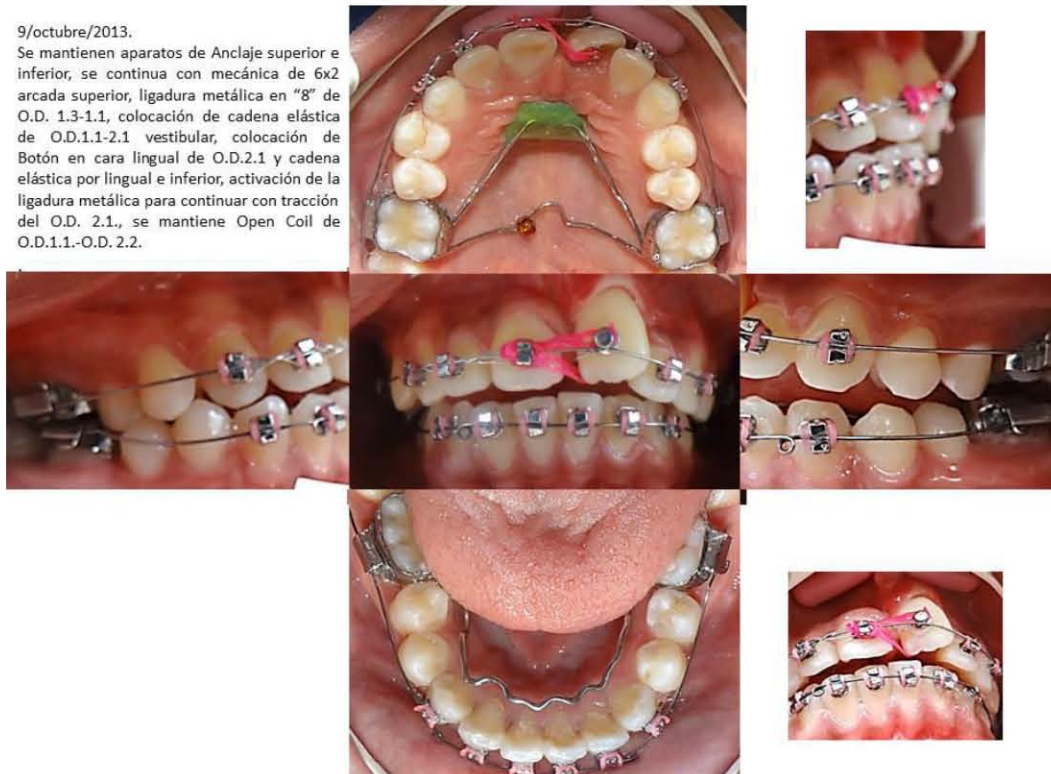 9/octubre/2013.
Se mantienen aparatos de Anclaje superior e
inferior, se continua con mecánica de 6x2
arcada superior, ligadura metálica en “8” de
O.D. 1.3-1.1, colocación de cadena elástica
de O.D.1.1-2.1 vestibular, colocación de
Botón en cara lingual de O.D.2.1 y cadena
elástica por lingual e inferior, activación de la
ligadura metálica para continuar con tracción
del O.D. 2.1., se mantiene Open Coil de
O.D.1.1.-O.D. 2.2.